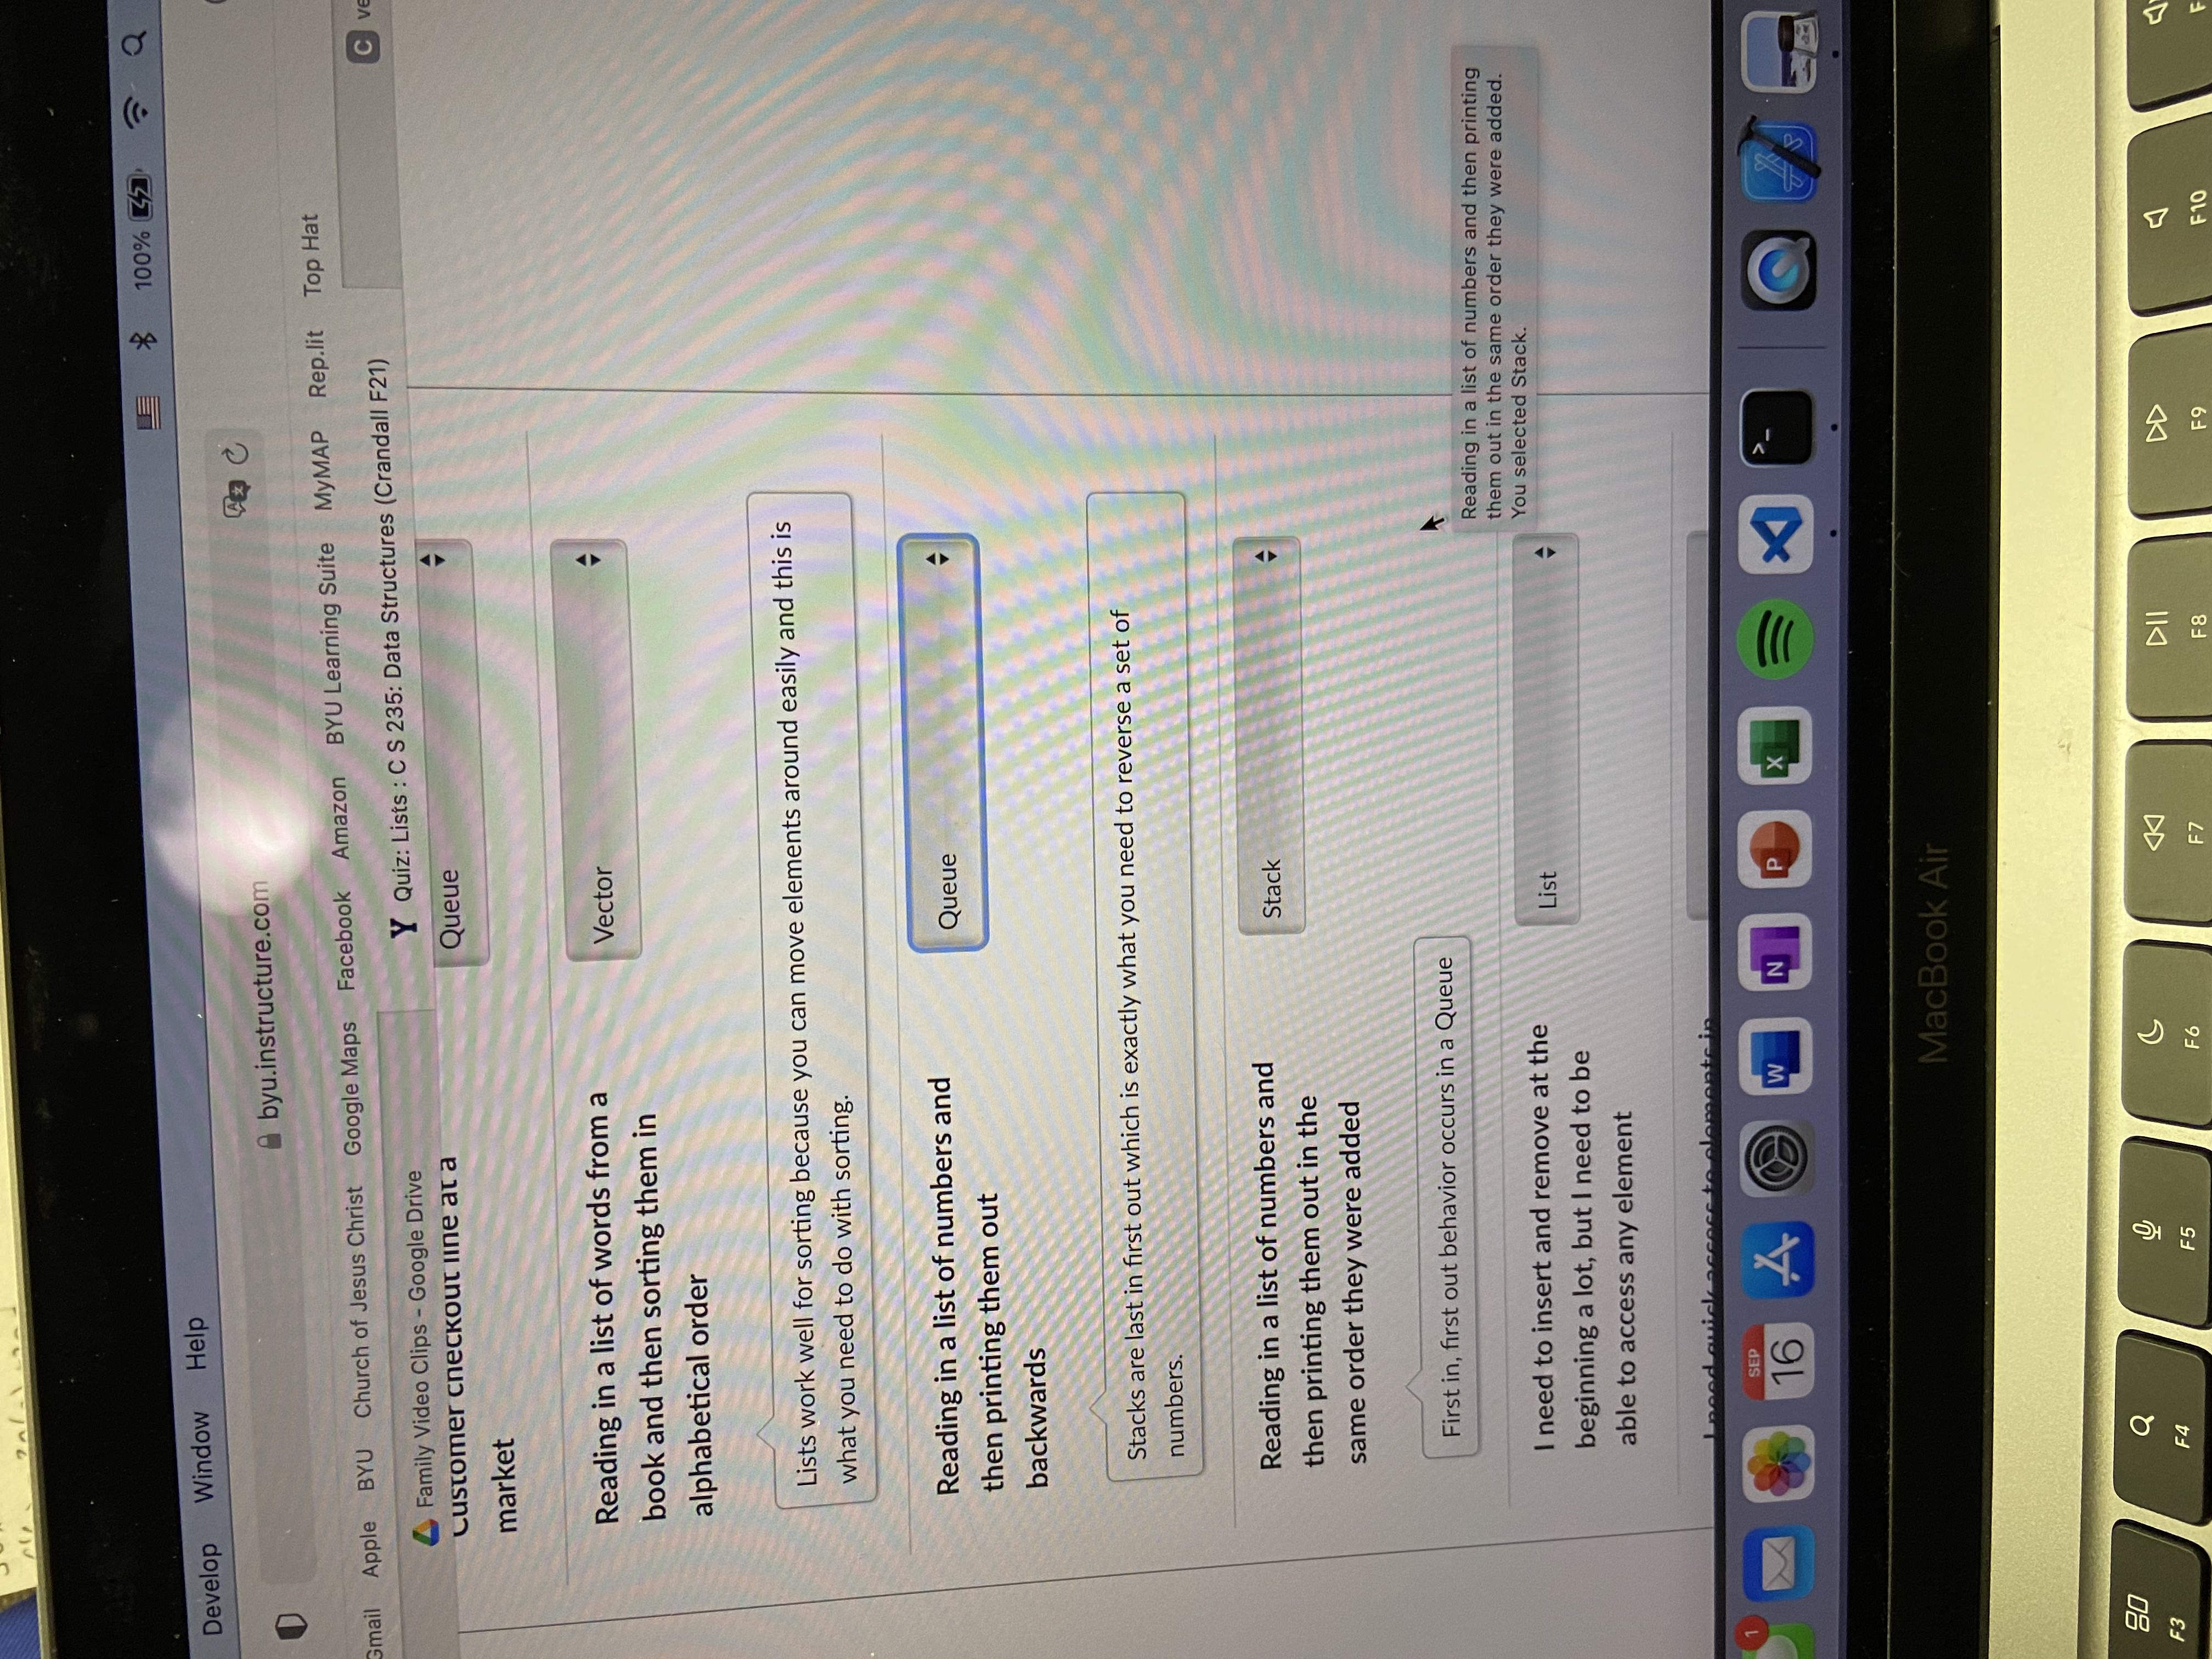 Develop Window Help 100%
byu.instructure.com
Gmail Apple BYU Church of Jesus Christ Google Maps Facebook Amazon BYU Learning Suite MyMAP Rep.lit Top Hat
Family Video Clips - Google Drive Quiz: Lists : C S 235: Data Structures (Crandall F21) C
Customer checkout line at a
market
Queue
Reading in a list of words from a
book and then sorting them in
alphabetical order
Vector
Lists work well for sorting because you can move elements around easily and this is
what you need to do with sorting.
Reading in a list of numbers and
then printing them out
backwards
Queue
Stacks are last in first out which is exactly what you need to reverse a set of
numbers.
Reading in a list of numbers and
then printing them out in the
same order they were added
Stack
First in, first out behavior occurs in a Queue
Reading in a list of numbers and then printing
them out in the same order they were added.
You selected Stack.
I need to insert and remove at the
beginning a lot, but I need to be
able to access any element
List
I need quick access to elements in
1
SEP
16
W N P X
>_
MacBook Air
F3 F4 F5 F6 F7 F8 F9 F10